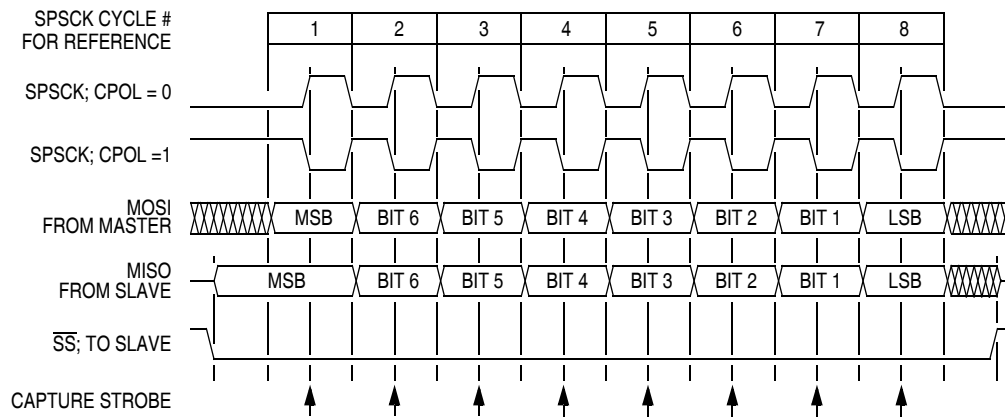 SPSCK CYCLE #
FOR REFERENCE
1 2 3 4 5 6 7 8
SPSCK; CPOL = 0
SPSCK; CPOL =1
MOSI
FROM MASTER
MSB BIT 6 BIT 5 BIT 4 BIT 3 BIT 2 BIT 1 LSB
MISO
FROM SLAVE
MSB BIT 6 BIT 5 BIT 4 BIT 3 BIT 2 BIT 1 LSB
SS; TO SLAVE
CAPTURE STROBE